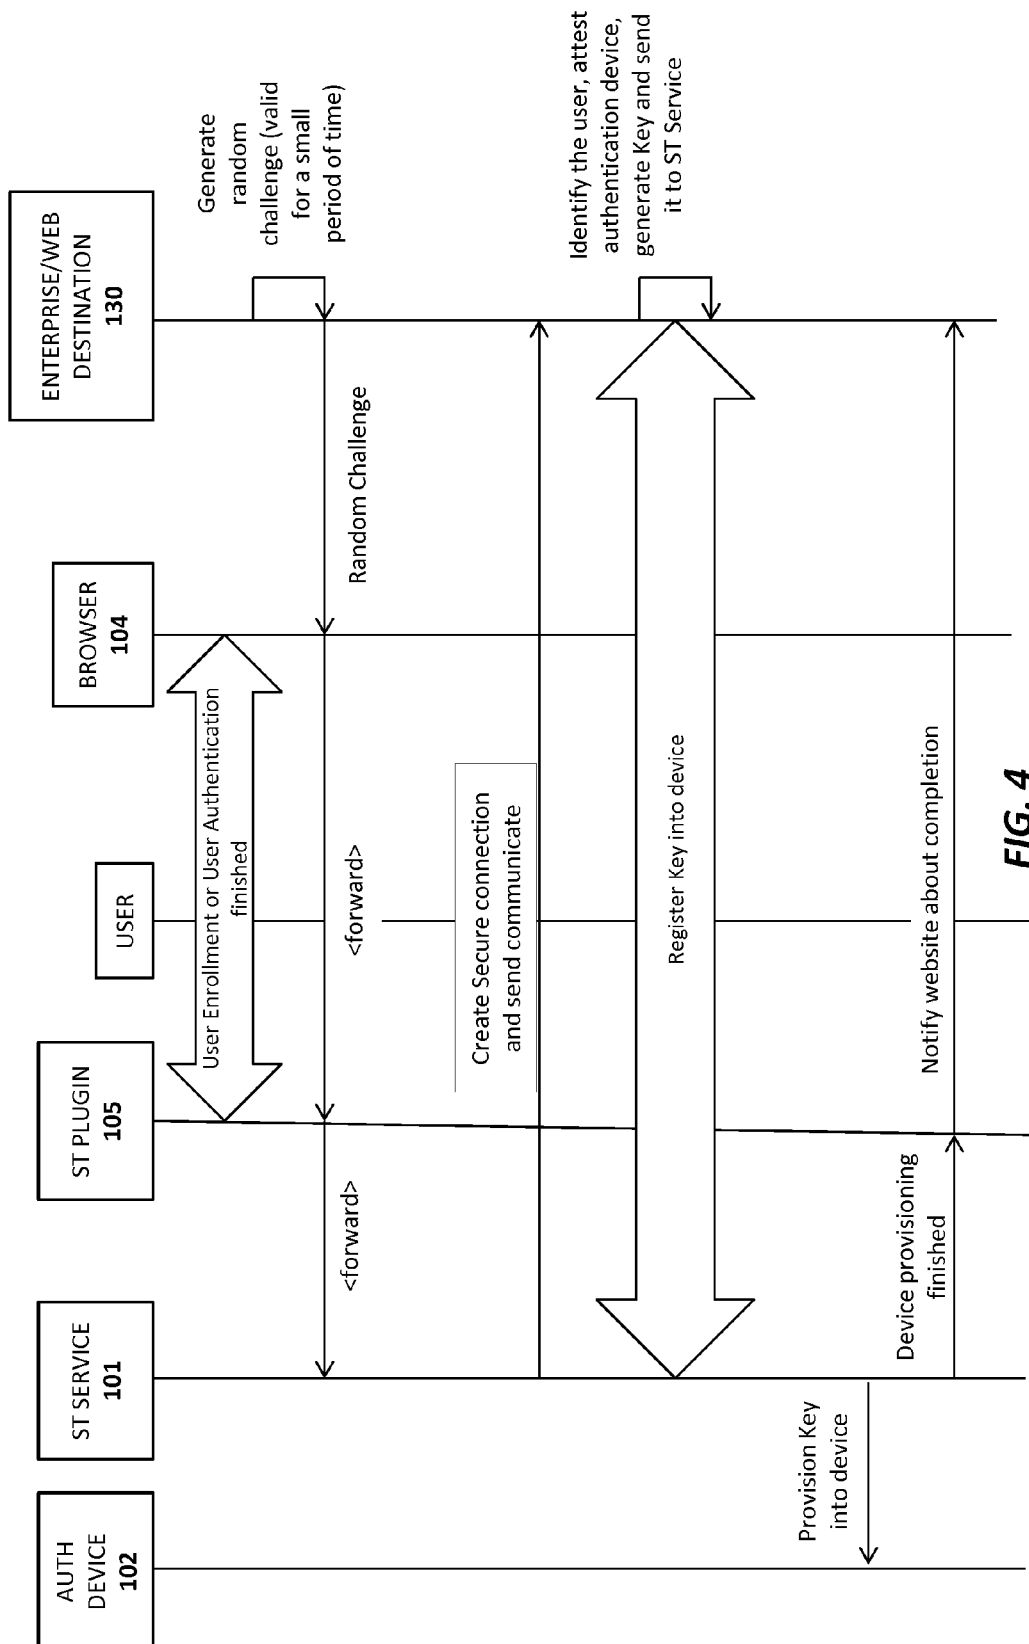 AUTH
DEVICE
102
ST SERVICE
101
ST PLUGIN
105
USER
BROWSER
104
ENTERPRISE/WEB
DESTINATION
130
User Enrollment or User Authentication
finished
Generate
random
challenge (valid
for a small
period of time)
Random Challenge
<forward>
<forward>
Create Secure connection
and send communicate
Identify the user, attest
authentication device,
generate Key and send
it to ST Service
Register Key into device
Provision Key
into device
Device provisioning
finished
Notify website about completion
FIG. 4